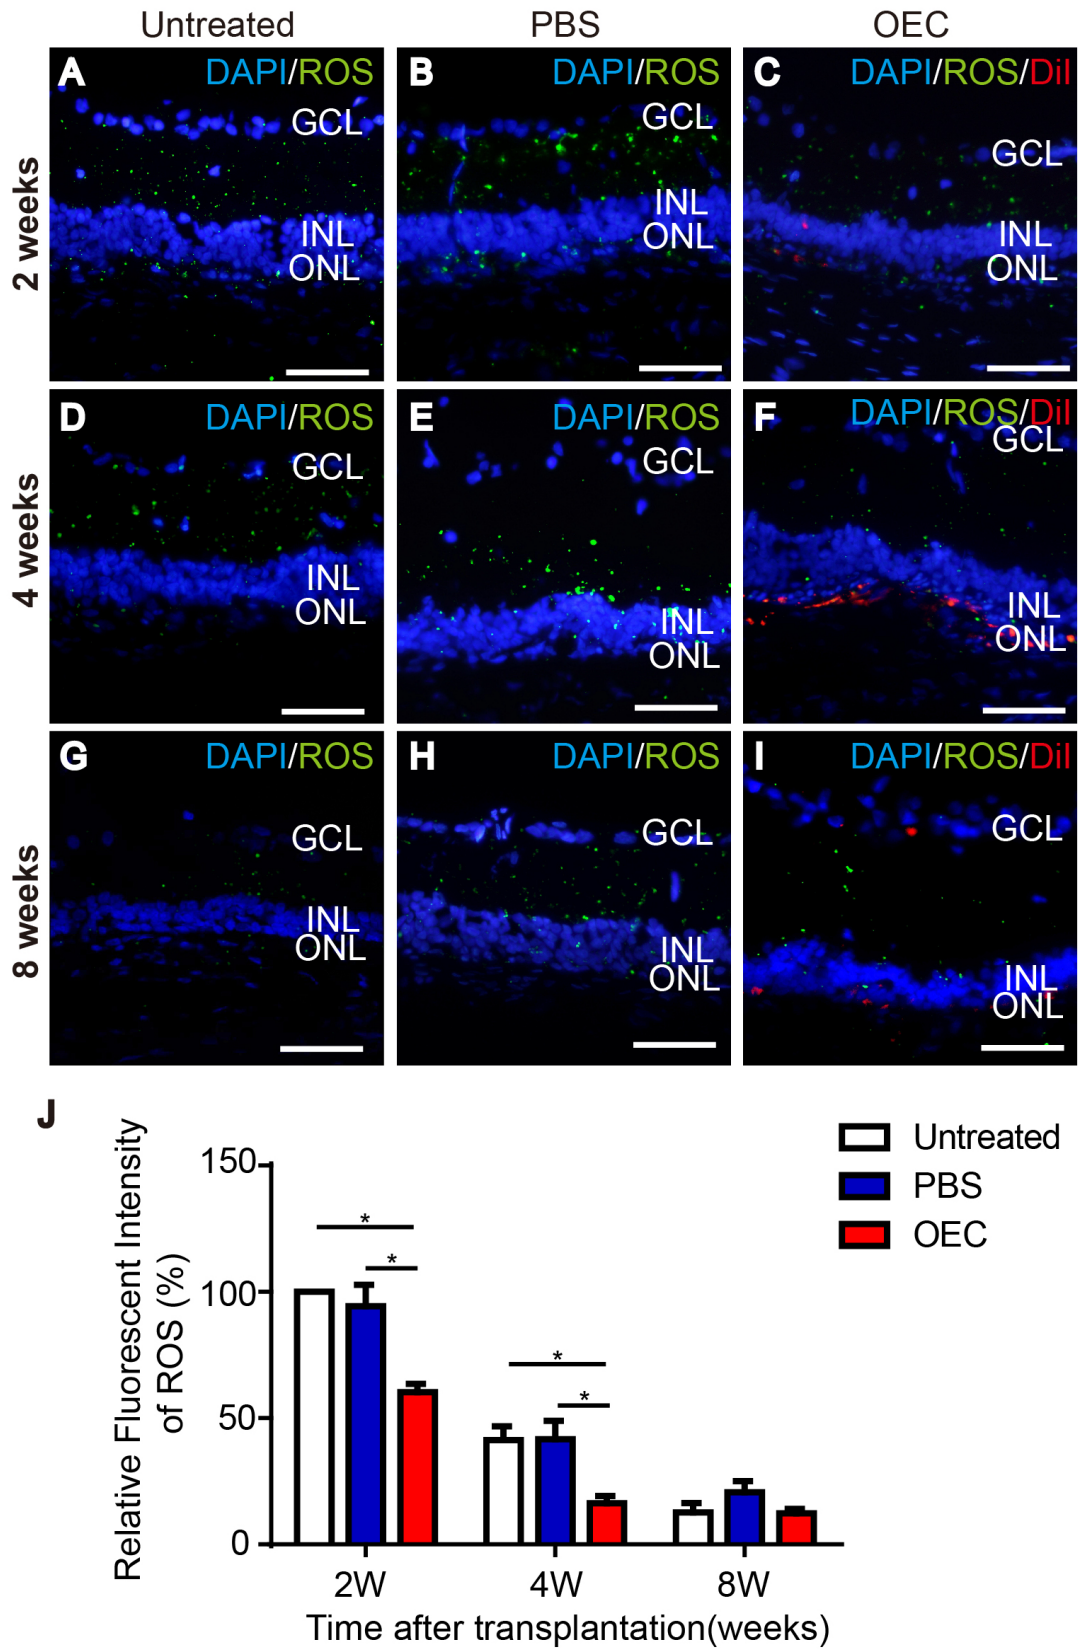 Untreated PBS OEC
2 weeks
A DAPI/ROS GCL INL ONL
B DAPI/ROS GCL INL ONL
C DAPI/ROS/DiI GCL INL ONL
4 weeks
D DAPI/ROS GCL INL ONL
E DAPI/ROS GCL INL ONL
F DAPI/ROS/DiI GCL INL ONL
8 weeks
G DAPI/ROS GCL INL ONL
H DAPI/ROS GCL INL ONL
I DAPI/ROS/DiI GCL INL ONL
J
Relative Fluorescent Intensity
of ROS (%)
150
100
50
0
* *
* *
Untreated
PBS
OEC
2W 4W 8W
Time after transplantation(weeks)